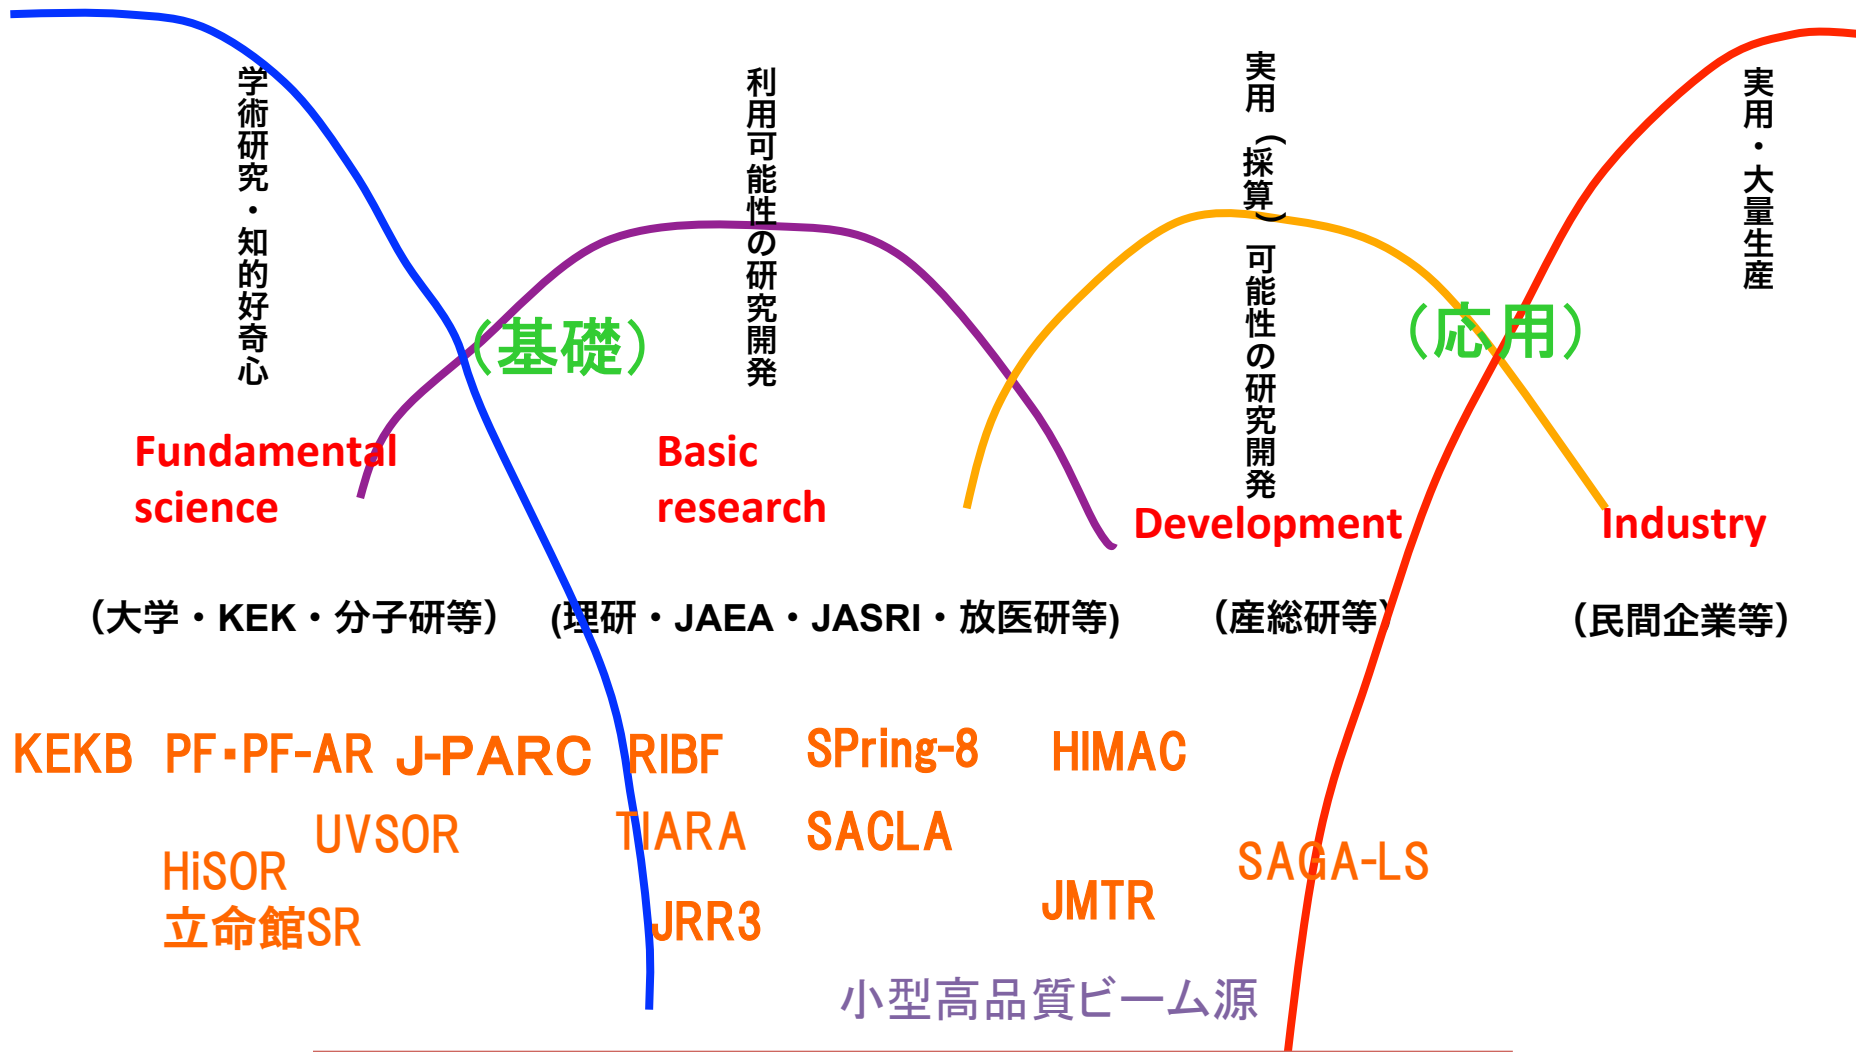 学術研究・知的好奇心
利用可能性の研究開発
実用（採算）可能性の研究開発
実用・大量生産
（基礎）
（応用）
Fundamental
science
Basic
research
Development
Industry
（大学・KEK・分子研等）
(理研・JAEA・JASRI・放医研等)
（産総研等）
（民間企業等）
KEKB
PF・PF-AR
J-PARC
RIBF
SPring-8
HIMAC
UVSOR
TIARA
SACLA
SAGA-LS
HiSOR
立命館SR
JRR3
JMTR
小型高品質ビーム源